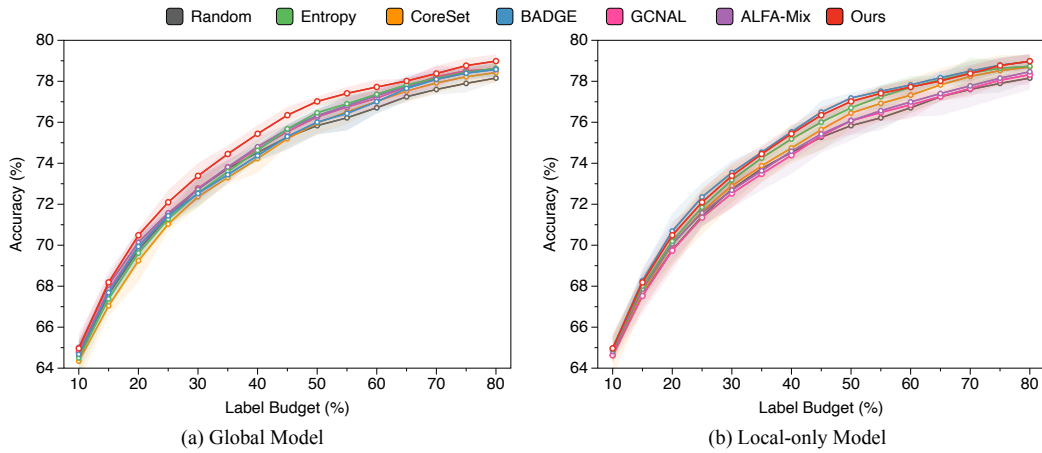 Random Entropy CoreSet BADGE GCNAL ALFA-Mix Ours
80
78
76
74
72
70
68
66
64
Accuracy (%)
10 20 30 40 50 60 70 80
Label Budget (%)
(a) Global Model
80
78
76
74
72
70
68
66
64
Accuracy (%)
10 20 30 40 50 60 70 80
Label Budget (%)
(b) Local-only Model